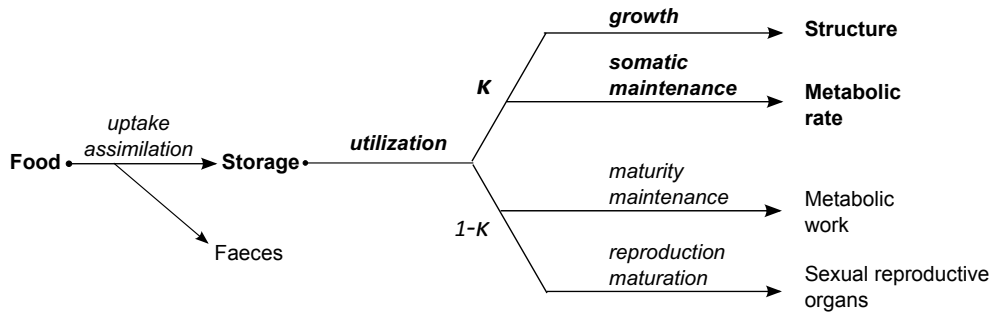 growth
Structure
somatic
maintenance
κ
Metabolic
rate
uptake
assimilation
Food
Storage
utilization
Faeces
maturity
maintenance
1-κ
Metabolic
work
reproduction
maturation
Sexual reproductive
organs